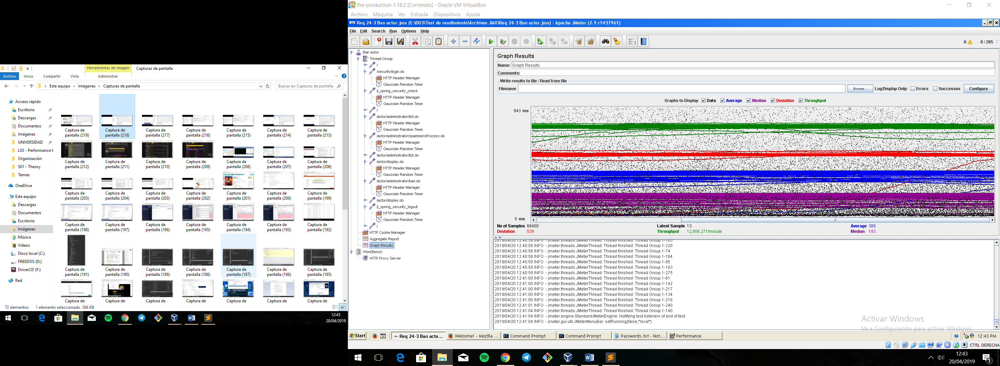 Herramientas de imagen
Capturas de pantalla
Archivo
Inicio
Compartir
Vista
Administrar
Este equipo > Imágenes > Capturas de pantalla
Buscar en Capturas de pantalla
Acceso rápido
Escritorio
Descargas
Documentos
Imágenes
UNIVERSIDAD
L03 - Performance t
Organización
S01 - Theory
Temas
OneDrive
Este equipo
Descargas
Documentos
Escritorio
Imágenes
Música
Vídeos
Disco local (C:)
FREEDOS (D:)
DriverCD (F:)
Red
Captura de pantalla (219)
Captura de pantalla (218)
Captura de pantalla (217)
Captura de pantalla (216)
Captura de pantalla (215)
Captura de pantalla (214)
Captura de pantalla (213)
Captura de pantalla (212)
Captura de pantalla (211)
Captura de pantalla (210)
Captura de pantalla (209)
Captura de pantalla (208)
Captura de pantalla (207)
Captura de pantalla (206)
Captura de pantalla (205)
Captura de pantalla (204)
Captura de pantalla (203)
Captura de pantalla (202)
Captura de pantalla (201)
Captura de pantalla (200)
Captura de pantalla (199)
Captura de pantalla (198)
Captura de pantalla (197)
Captura de pantalla (196)
Captura de pantalla (195)
Captura de pantalla (194)
Captura de pantalla (193)
Captura de pantalla (192)
Captura de pantalla (191)
Captura de pantalla (190)
Captura de pantalla (189)
Captura de pantalla (188)
Captura de pantalla (187)
Captura de pantalla (186)
Captura de pantalla (185)
Captura de
Captura de
Captura de
Captura de
Captura de
Captura de
Captura de
72 elementos
1 elemento seleccionado 366 KB
12:43
20/04/2019
Pre-production-1.18.2 [Corriendo] - Oracle VM VirtualBox
Archivo Máquina Ver Entrada Dispositivos Ayuda
Req 24-3 Ban actor.jmx (E:\D03\Test de rendimiento\Archivos JMX\Req 24-3 Ban actor.jmx) - Apache JMeter (2.9 r1437961)
File Edit Search Run Options Help
0
0 / 285
Ban actor
Thread Group
/
/security/login.do
HTTP Header Manager
Gaussian Random Timer
/j_spring_security_check
HTTP Header Manager
Gaussian Random Timer
/
/actor/administrator/list.do
HTTP Header Manager
Gaussian Random Timer
/actor/administrator/spammersProcess.do
HTTP Header Manager
Gaussian Random Timer
/actor/administrator/list.do
/actor/display.do
HTTP Header Manager
Gaussian Random Timer
/actor/administrator/ban.do
HTTP Header Manager
Gaussian Random Timer
/actor/display.do
/j_spring_security_logout
HTTP Header Manager
Gaussian Random Timer
/
HTTP Cookie Manager
Aggregate Report
Graph Results
WorkBench
HTTP Proxy Server
Graph Results
Name: Graph Results
Comments:
Write results to file / Read from file
Filename
Browse...
Log/Display Only:
Errors
Successes
Configure
Graphs to Display
Data
Average
Median
Deviation
Throughput
943 ms
0 ms
No of Samples 68400
Latest Sample 13
Average 385
Deviation 539
Throughput 12,806.271/minute
Median 193
2019/04/20 12:40:58 INFO - jmeter.threads.JMeterThread: Thread finished: Thread Group 1-165
2019/04/20 12:40:58 INFO - jmeter.threads.JMeterThread: Thread finished: Thread Group 1-220
2019/04/20 12:40:58 INFO - jmeter.threads.JMeterThread: Thread finished: Thread Group 1-74
2019/04/20 12:40:59 INFO - jmeter.threads.JMeterThread: Thread finished: Thread Group 1-164
2019/04/20 12:40:59 INFO - jmeter.threads.JMeterThread: Thread finished: Thread Group 1-95
2019/04/20 12:40:59 INFO - jmeter.threads.JMeterThread: Thread finished: Thread Group 1-163
2019/04/20 12:40:59 INFO - jmeter.threads.JMeterThread: Thread finished: Thread Group 1-275
2019/04/20 12:41:00 INFO - jmeter.threads.JMeterThread: Thread finished: Thread Group 1-61
2019/04/20 12:41:00 INFO - jmeter.threads.JMeterThread: Thread finished: Thread Group 1-142
2019/04/20 12:41:00 INFO - jmeter.threads.JMeterThread: Thread finished: Thread Group 1-217
2019/04/20 12:41:00 INFO - jmeter.threads.JMeterThread: Thread finished: Thread Group 1-134
2019/04/20 12:41:00 INFO - jmeter.threads.JMeterThread: Thread finished: Thread Group 1-218
2019/04/20 12:41:01 INFO - jmeter.threads.JMeterThread: Thread finished: Thread Group 1-240
2019/04/20 12:41:04 INFO - jmeter.threads.JMeterThread: Thread finished: Thread Group 1-140
2019/04/20 12:41:04 INFO - jmeter.engine.StandardJMeterEngine: Notifying test listeners of end of test
2019/04/20 12:41:04 INFO - jmeter.gui.util.JMeterMenuBar: setRunning(false,*local*)
Activar Windows
Ve a Configuración para activar Windows.
Start
Req 24-3 Ban acto...
Welcome! - Mozilla ...
Command Prompt
Command Prompt
Passwords.txt - Not...
Performance
12:43 PM
CTRL DERECHA
12:43
20/04/2019
1